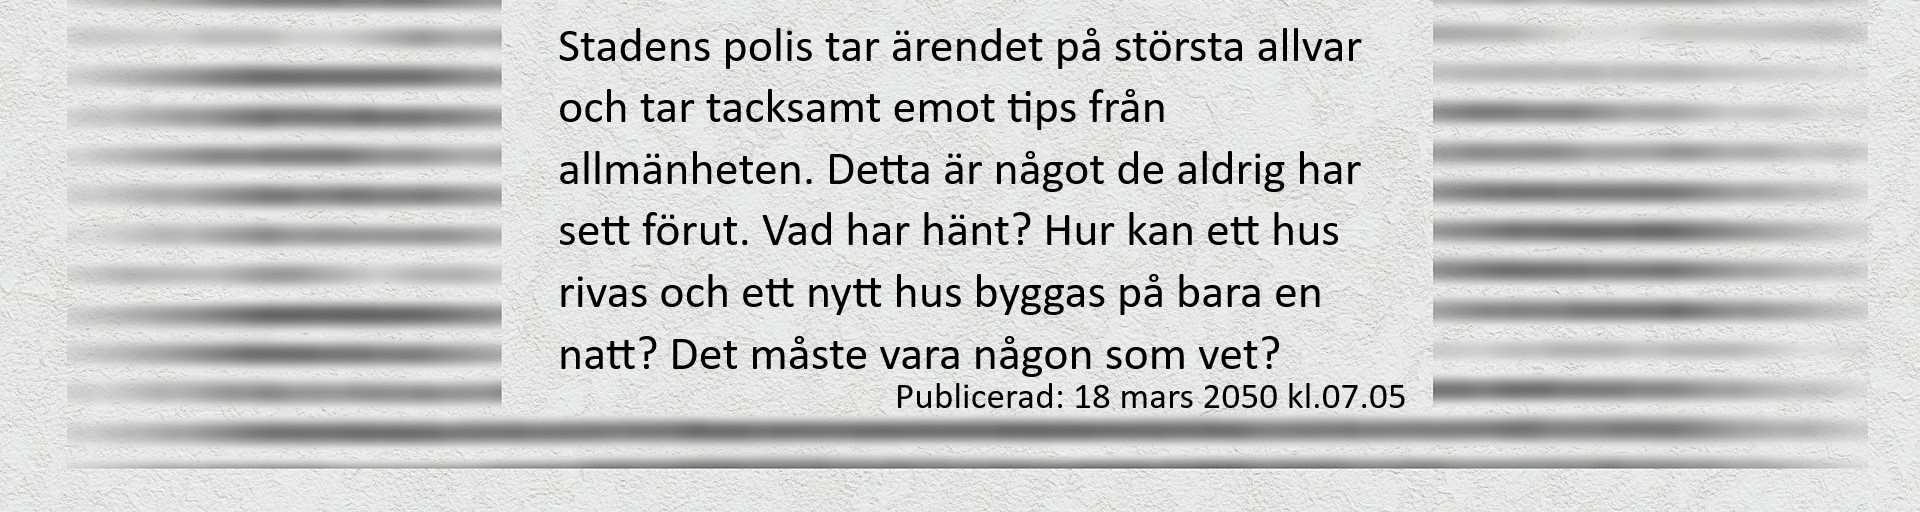 Stadens polis tar ärendet på största allvar
och tar tacksamt emot tips från
allmänheten. Detta är något de aldrig har
sett förut. Vad har hänt? Hur kan ett hus
rivas och ett nytt hus byggas på bara en
natt? Det måste vara någon som vet?
Publicerad: 18 mars 2050 kl.07.05